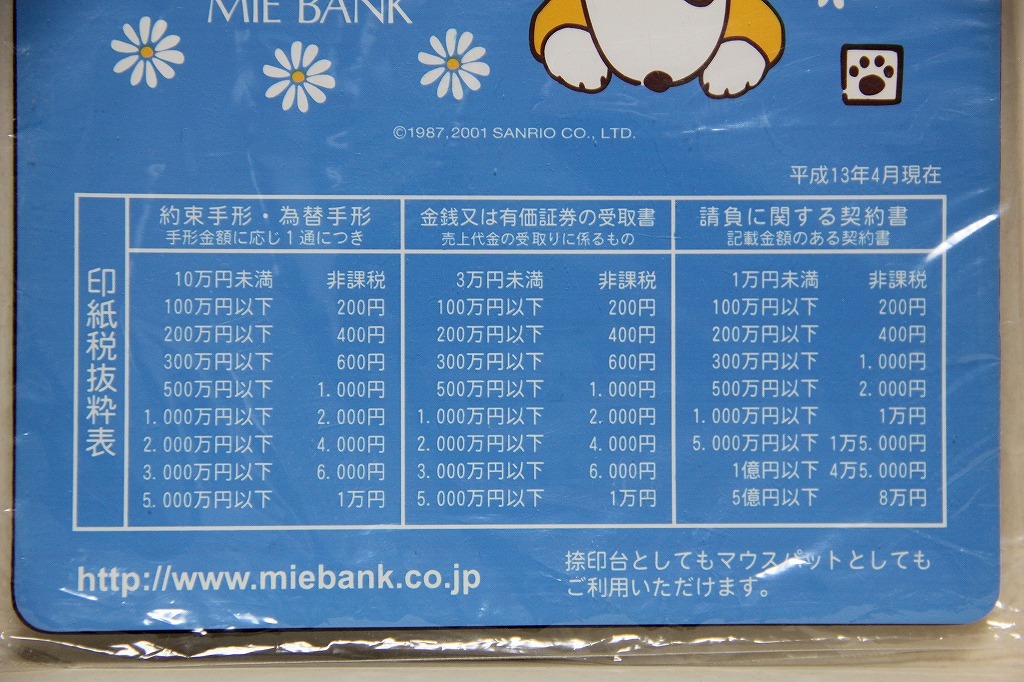 MIE BANK
©1987,2001 SANRIO CO., LTD.
平成13年4月現在
印紙税抜粋表
約束手形・為替手形
手形金額に応じ1通につき
10万円未満 非課税
100万円以下 200円
200万円以下 400円
300万円以下 600円
500万円以下 1.000円
1.000万円以下 2.000円
2.000万円以下 4.000円
3.000万円以下 6.000円
5.000万円以下 1万円
金銭又は有価証券の受取書
売上代金の受取りに係るもの
3万円未満 非課税
100万円以下 200円
200万円以下 400円
300万円以下 600円
500万円以下 1.000円
1.000万円以下 2.000円
2.000万円以下 4.000円
3.000万円以下 6.000円
5.000万円以下 1万円
請負に関する契約書
記載金額のある契約書
1万円未満 非課税
100万円以下 200円
200万円以下 400円
300万円以下 1.000円
500万円以下 2.000円
1.000万円以下 1万円
5.000万円以下 1万5.000円
1億円以下 4万5.000円
5億円以下 8万円
http://www.miebank.co.jp
捺印台としてもマウスパットとしても
ご利用いただけます。